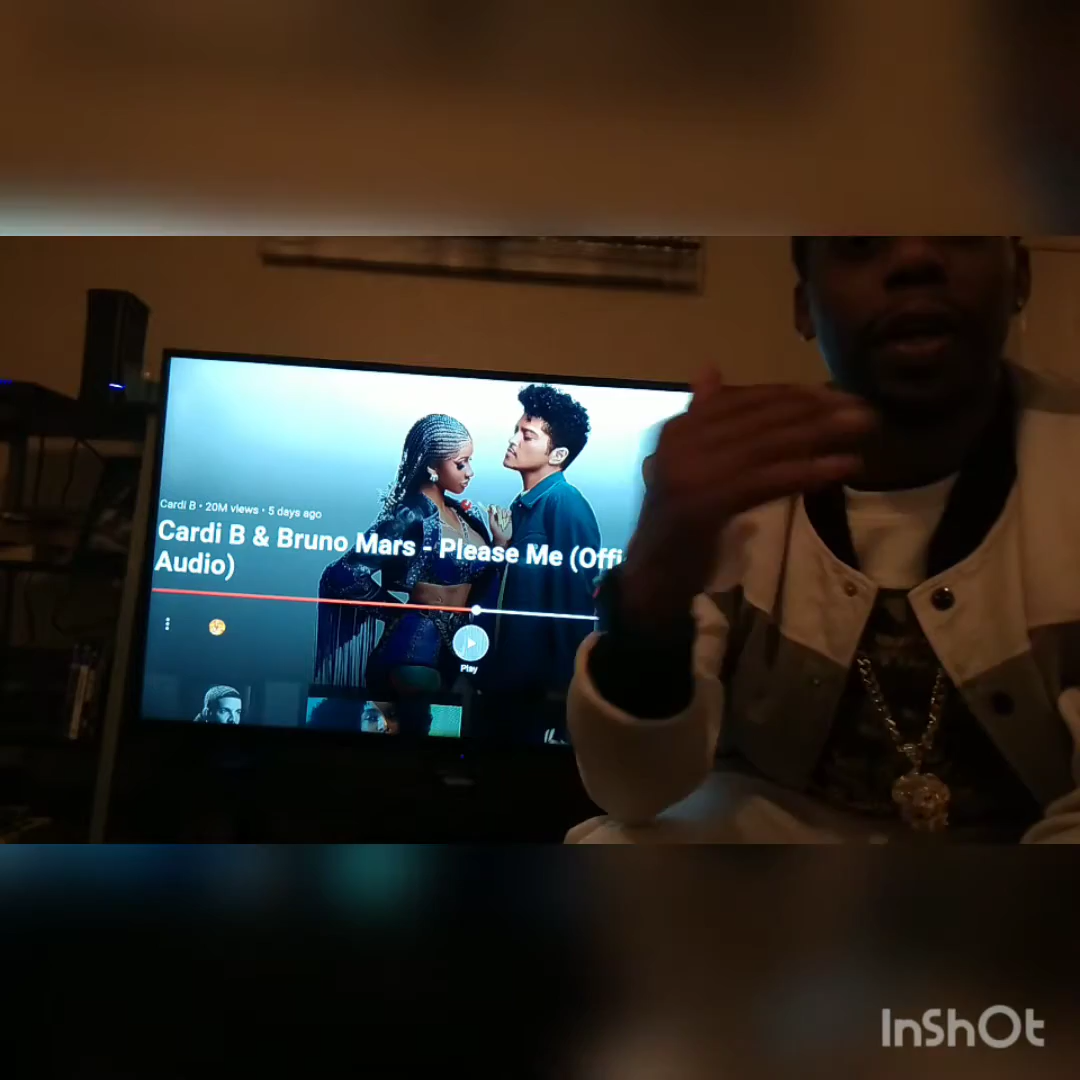 Cardi B • 20M views • 5 days ago
Cardi B & Bruno Mars - Please Me (Offi
Audio)
Play
InShOt